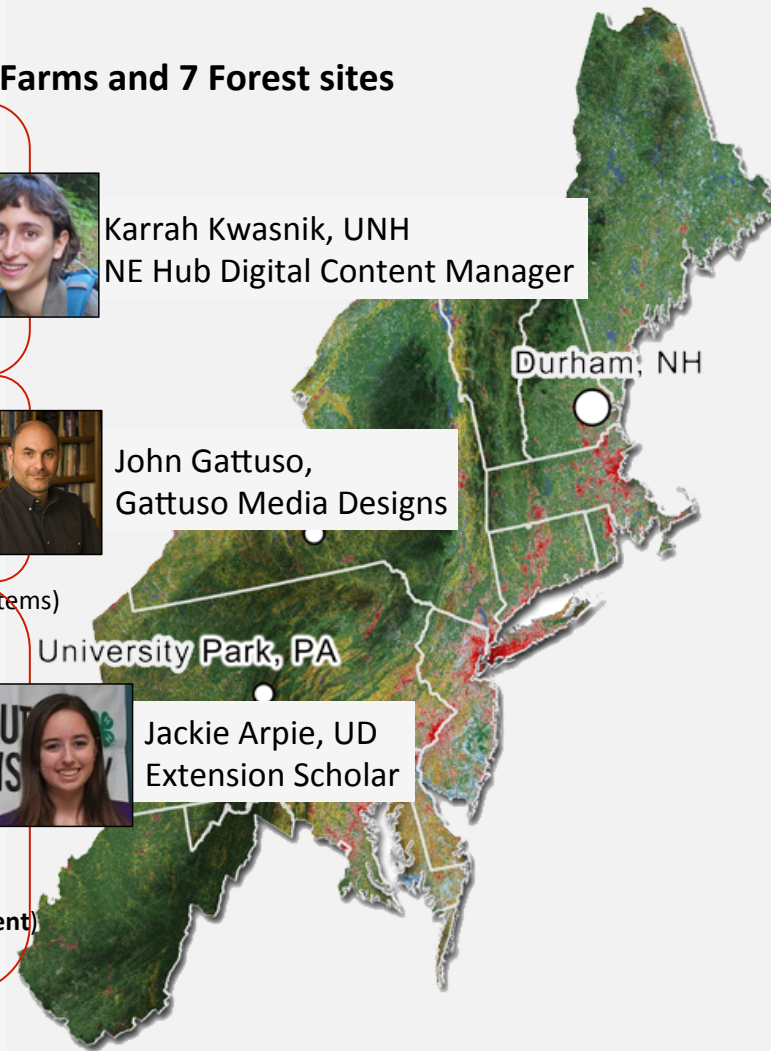 Farms and 7 Forest sites
Karrah Kwasnik, UNH
NE Hub Digital Content Manager
Durham, NH
John Gattuso,
Gattuso Media Designs
tems)
University Park, PA
Jackie Arpie, UD
Extension Scholar
ent)